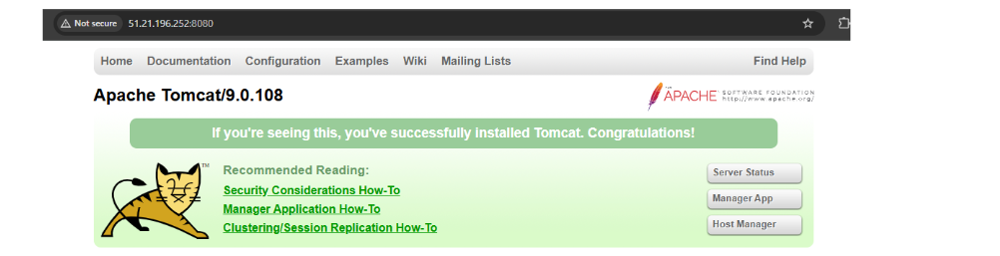 Not secure 51.21.196.252:8080
Home Documentation Configuration Examples Wiki Mailing Lists Find Help
Apache Tomcat/9.0.108
THE
APACHE SOFTWARE FOUNDATION
http://www.apache.org/
If you're seeing this, you've successfully installed Tomcat. Congratulations!
TM
Recommended Reading:
Security Considerations How-To
Manager Application How-To
Clustering/Session Replication How-To
Server Status
Manager App
Host Manager